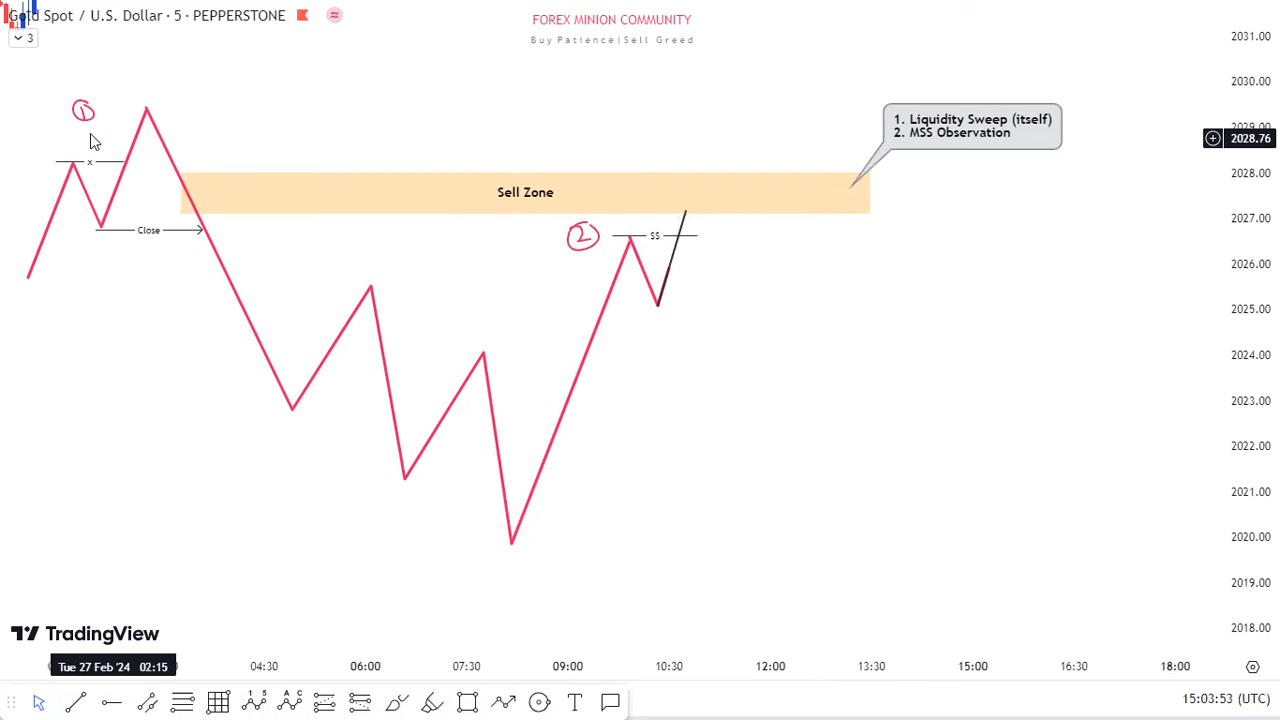 Gold Spot / U.S. Dollar · 5 · PEPPERSTONE
3
FOREX MINION COMMUNITY
Buy Patience|Sell Greed
1
x
Close
Sell Zone
2
$$
1. Liquidity Sweep (itself)
2. MSS Observation
2031.00
2030.00
2029.00
2028.76
2028.00
2027.00
2026.00
2025.00
2024.00
2023.00
2022.00
2021.00
2020.00
2019.00
2018.00
TradingView
Tue 27 Feb '24 02:15
04:30
06:00
07:30
09:00
10:30
12:00
13:30
15:00
16:30
18:00
15:03:53 (UTC)